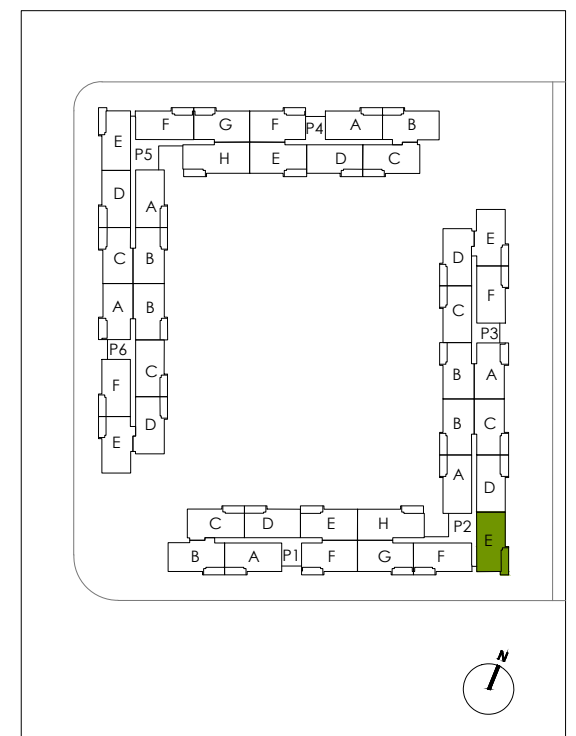 F G F P4 A B
E P5 H E D C
D A
C B
A B
P6
F C
E D
E
D F
C P3
B A
B C
A D
C D E H P2 E
B A P1 F G F
N